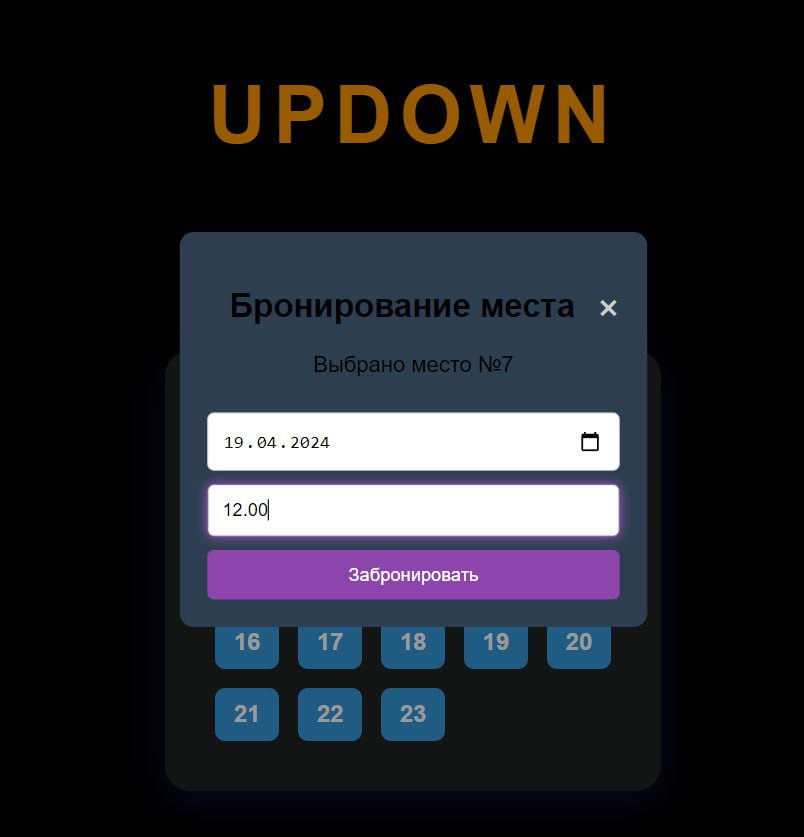 UPDOWN
Бронирование места ×
Выбрано место №7
19.04.2024
12.00
Забронировать
16 17 18 19 20
21 22 23